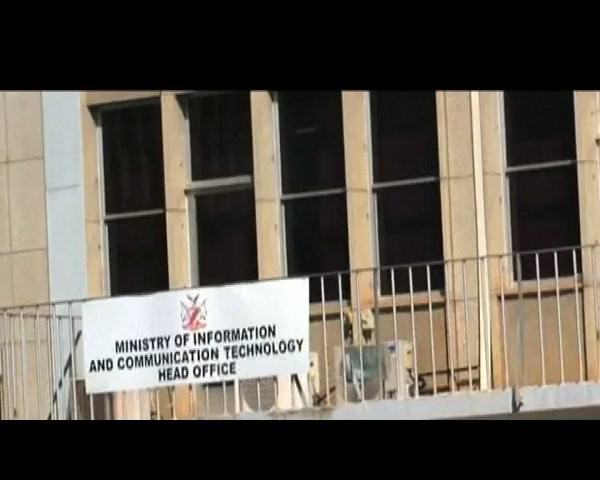 MINISTRY OF INFORMATION
AND COMMUNICATION TECHNOLOGY
HEAD OFFICE